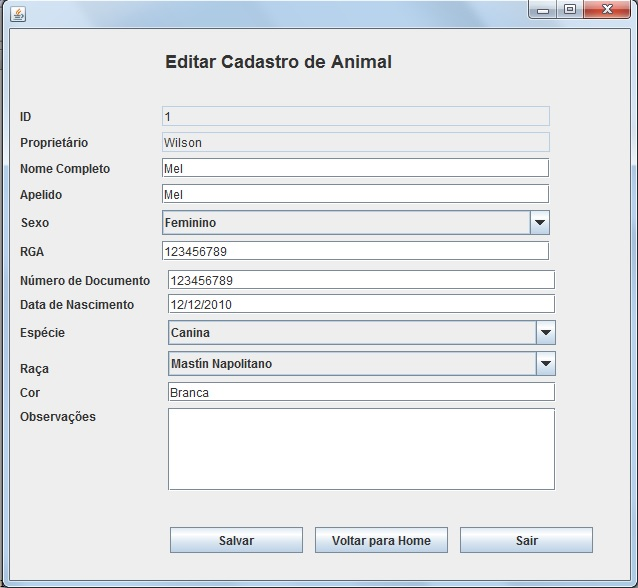 Editar Cadastro de Animal
ID 1
Proprietário Wilson
Nome Completo Mel
Apelido Mel
Sexo Feminino
RGA 123456789
Número de Documento 123456789
Data de Nascimento 12/12/2010
Espécie Canina
Raça Mastín Napolitano
Cor Branca
Observações
Salvar Voltar para Home Sair